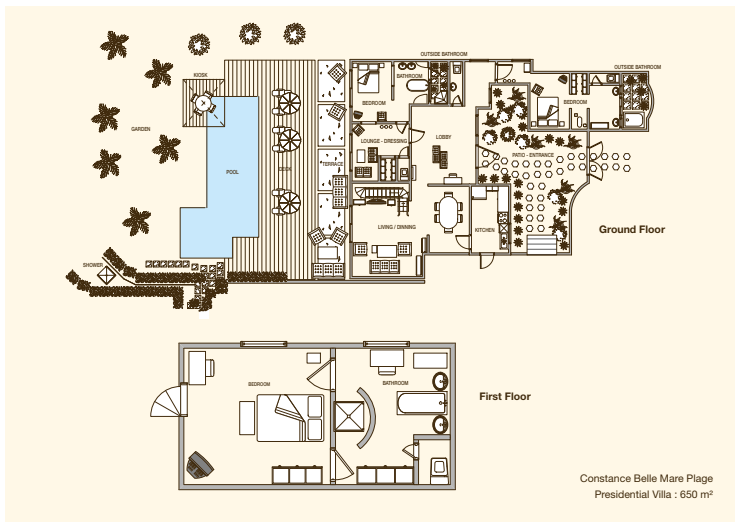 OUTSIDE BATHROOM
OUTSIDE BATHROOM
KIOSK
BATHROOM
BEDROOM
BEDROOM
GARDEN
LOUNGE - DRESSING
LOBBY
PATIO - ENTRANCE
POOL
DECK
TERRACE
LIVING / DINNING
KITCHEN
Ground Floor
SHOWER
BEDROOM
BATHROOM
First Floor
Constance Belle Mare Plage
Presidential Villa : 650 m²